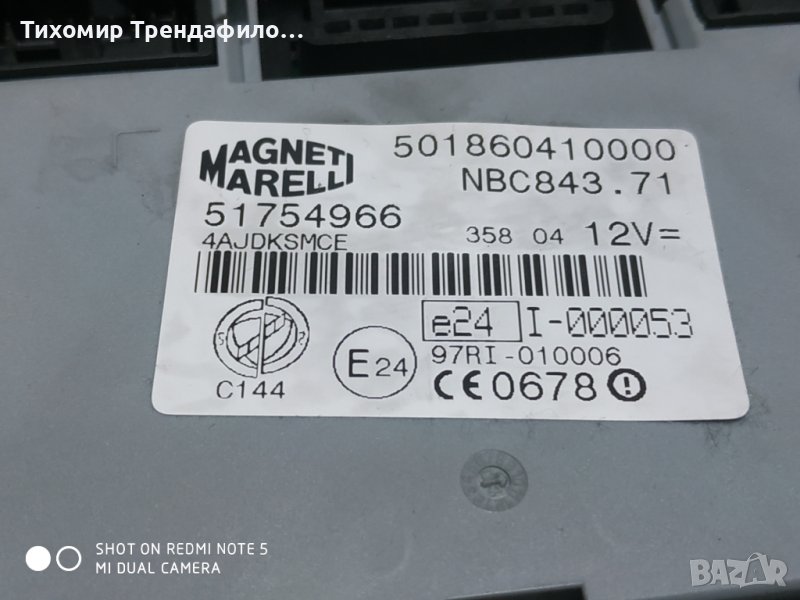 Тихомир Трендафило...
MAGNETI MARELLI
501860410000
NBC843.71
51754966
4AJDKSMCE
358 04 12V=
e24 I-000053
97RI-010006
E24
C144
CE0678
SHOT ON REDMI NOTE 5
MI DUAL CAMERA
BAZAR